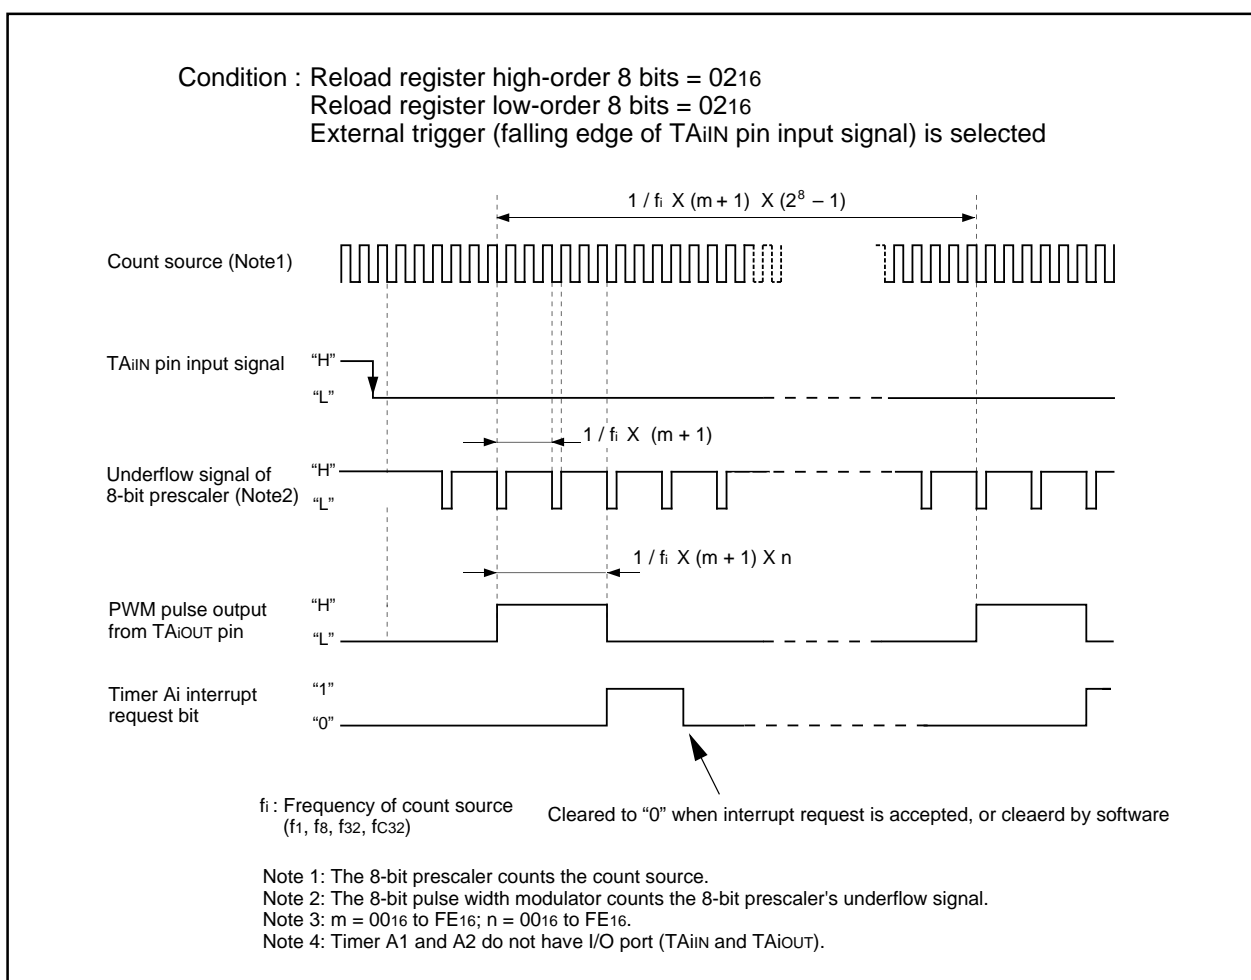 Condition : Reload register high-order 8 bits = 0216
Reload register low-order 8 bits = 0216
External trigger (falling edge of TAiIN pin input signal) is selected
1 / fi X (m + 1) X (2^8 – 1)
Count source (Note1)
TAiIN pin input signal
“H”
“L”
1 / fi X (m + 1)
Underflow signal of
8-bit prescaler (Note2)
“H”
“L”
1 / fi X (m + 1) X n
PWM pulse output
from TAiOUT pin
“H”
“L”
Timer Ai interrupt
request bit
“1”
“0”
fi : Frequency of count source
(f1, f8, f32, fC32)
Cleared to “0” when interrupt request is accepted, or cleaerd by software
Note 1: The 8-bit prescaler counts the count source.
Note 2: The 8-bit pulse width modulator counts the 8-bit prescaler's underflow signal.
Note 3: m = 0016 to FE16; n = 0016 to FE16.
Note 4: Timer A1 and A2 do not have I/O port (TAiIN and TAiOUT).